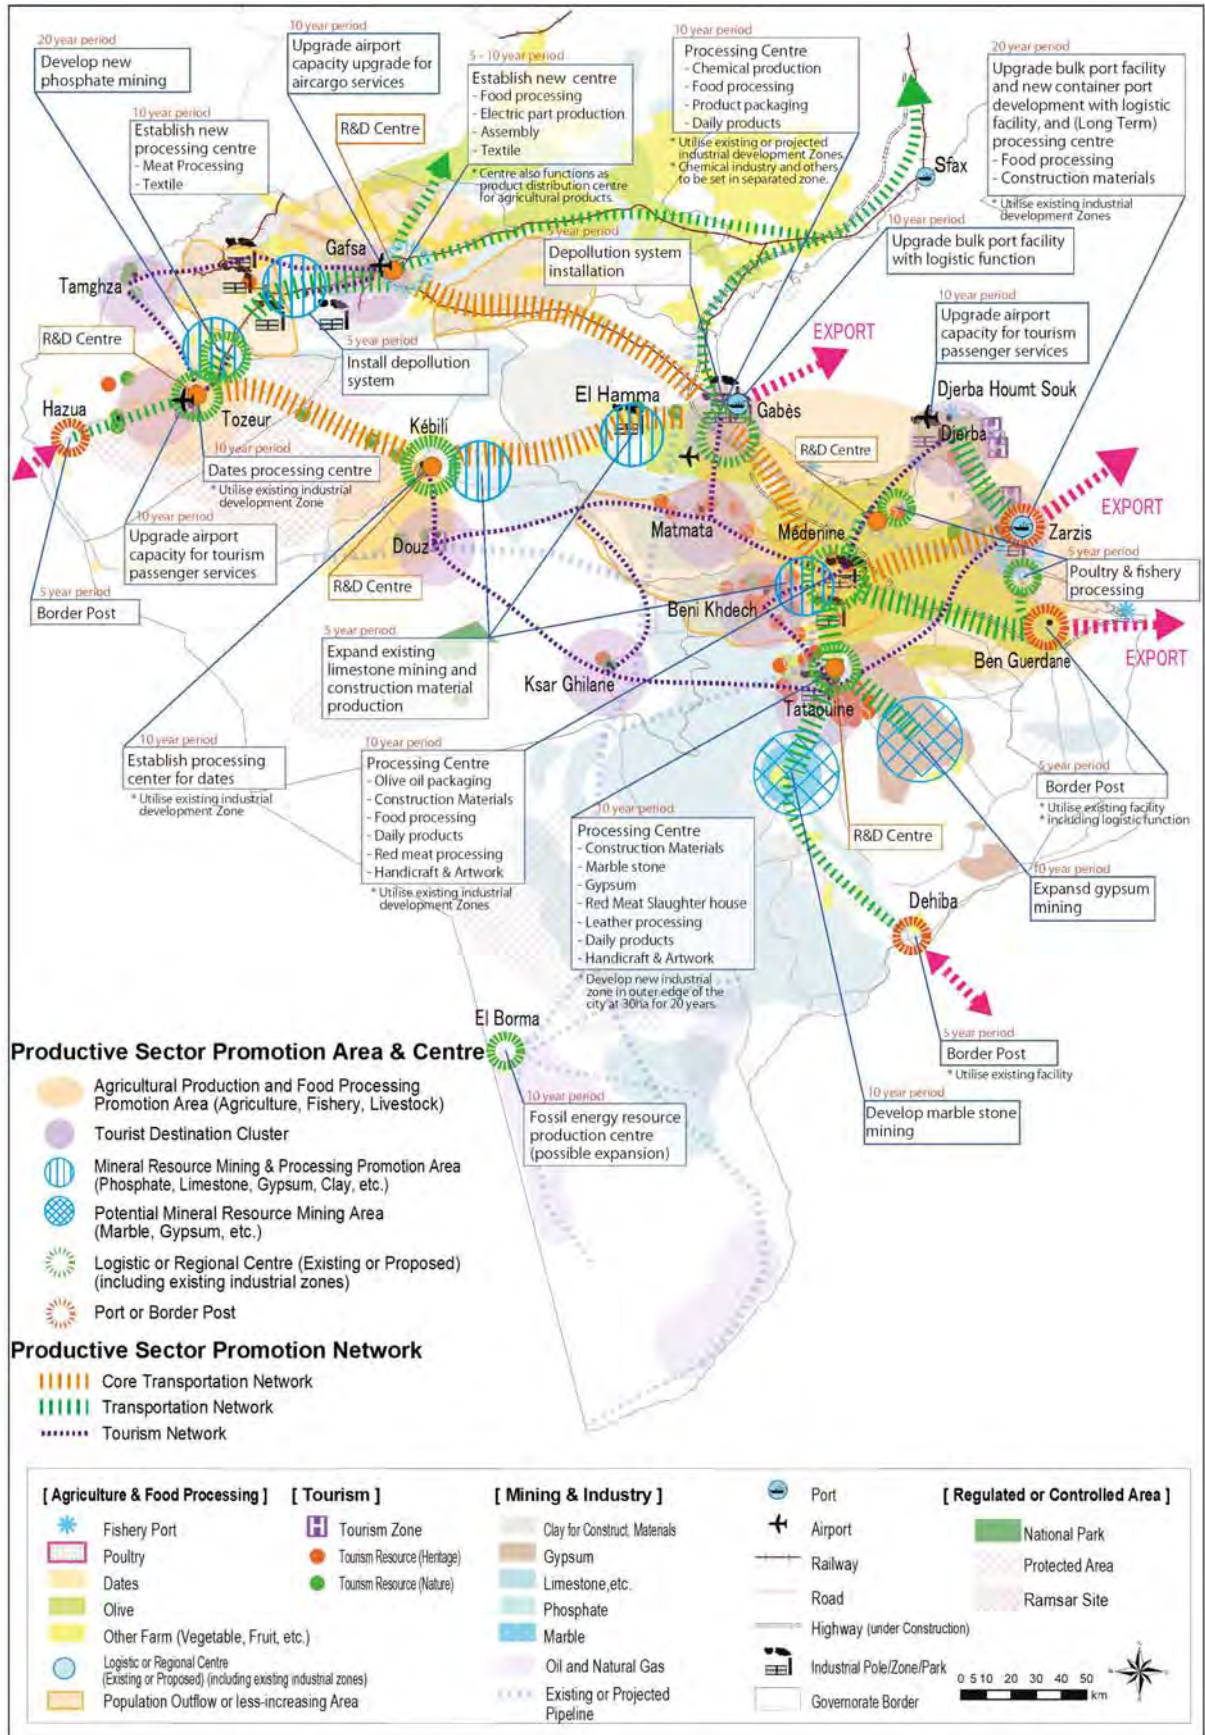 20 year period
Develop new
phosphate mining
10 year period
Upgrade airport
capacity upgrade for
aircargo services
5 - 10 year period
Establish new centre
- Food processing
- Electric part production
- Assembly
- Textile
* Centre also functions as
product distribution centre
for agricultural products.
10 year period
Processing Centre
- Chemical production
- Food processing
- Product packaging
- Daily products
* Utilise existing or projected
industrial development Zones.
* Chemical industry and others
to be set in separated zone.
20 year period
Upgrade bulk port facility
and new container port
development with logistic
facility, and (Long Term)
processing centre
- Food processing
- Construction materials
* Utilise existing industrial
development Zones
10 year period
Establish new
processing centre
- Meat Processing
- Textile
R&D Centre
Sfax
Gafsa
5 year period
Depollution system
installation
10 year period
Upgrade bulk port facility
with logistic function
Tamghza
R&D Centre
5 year period
Install depollution
system
EXPORT
10 year period
Upgrade airport
capacity for tourism
passenger services
Djerba Houmt Souk
Hazua
Tozeur
El Hamma
Gabès
Djerba
Kébili
10 year period
Dates processing centre
* Utilise existing industrial
development Zone
R&D Centre
EXPORT
10 year period
Upgrade airport
capacity for tourism
passenger services
Douz
Matmata
Médenine
Zarzis
5 year period
Poultry & fishery
processing
5 year period
Border Post
R&D Centre
Beni Khdech
5 year period
Expand existing
limestone mining and
construction material
production
Ksar Ghilane
Ben Guerdane
EXPORT
Tataouine
10 year period
Establish processing
center for dates
* Utilise existing industrial
development Zone
10 year period
Processing Centre
- Olive oil packaging
- Construction Materials
- Food processing
- Daily products
- Red meat processing
- Handicraft & Artwork
* Utilise existing industrial
development Zones
10 year period
Processing Centre
- Construction Materials
- Marble stone
- Gypsum
- Red Meat Slaughter house
- Leather processing
- Daily products
- Handicraft & Artwork
* Develop new industrial
zone in outer edge of the
city at 30ha for 20 years.
5 year period
Border Post
* Utilise existing facility
* including logistic function
R&D Centre
10 year period
Expansd gypsum
mining
Dehiba
El Borma
5 year period
Border Post
* Utilise existing facility
10 year period
Fossil energy resource
production centre
(possible expansion)
10 year period
Develop marble stone
mining
Productive Sector Promotion Area & Centre
Agricultural Production and Food Processing
Promotion Area (Agriculture, Fishery, Livestock)
Tourist Destination Cluster
Mineral Resource Mining & Processing Promotion Area
(Phosphate, Limestone, Gypsum, Clay, etc.)
Potential Mineral Resource Mining Area
(Marble, Gypsum, etc.)
Logistic or Regional Centre (Existing or Proposed)
(including existing industrial zones)
Port or Border Post
Productive Sector Promotion Network
Core Transportation Network
Transportation Network
Tourism Network
[ Agriculture & Food Processing ]
Fishery Port
Poultry
Dates
Olive
Other Farm (Vegetable, Fruit, etc.)
Logistic or Regional Centre
(Existing or Proposed) (including existing industrial zones)
Population Outflow or less-increasing Area
[ Tourism ]
H Tourism Zone
Tourism Resource (Heritage)
Tourism Resource (Nature)
[ Mining & Industry ]
Clay for Construct. Materials
Gypsum
Limestone,etc.
Phosphate
Marble
Oil and Natural Gas
Existing or Projected
Pipeline
Port
Airport
Railway
Road
Highway (under Construction)
Industrial Pole/Zone/Park
Governorate Border
[ Regulated or Controlled Area ]
National Park
Protected Area
Ramsar Site
0 5 10 20 30 40 50
km